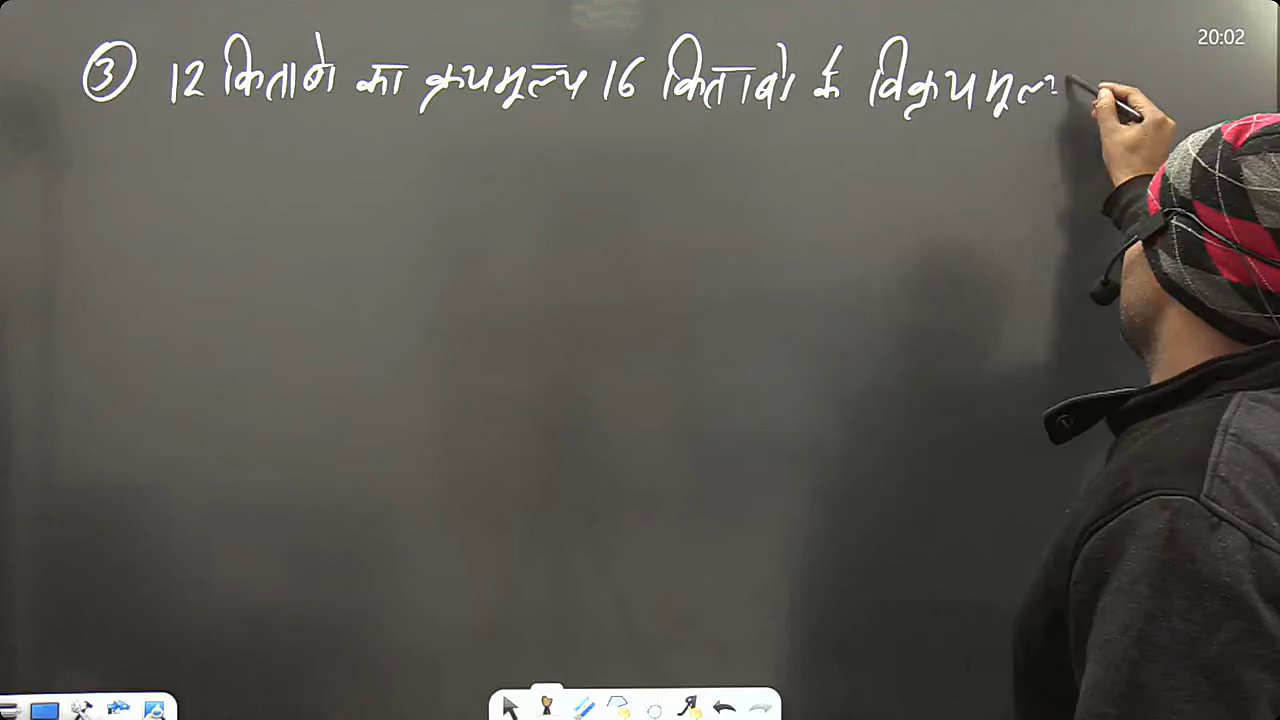 20:02
③ 12 किताबों का क्रयमूल्य 16 किताबों के विक्रयमूल्य